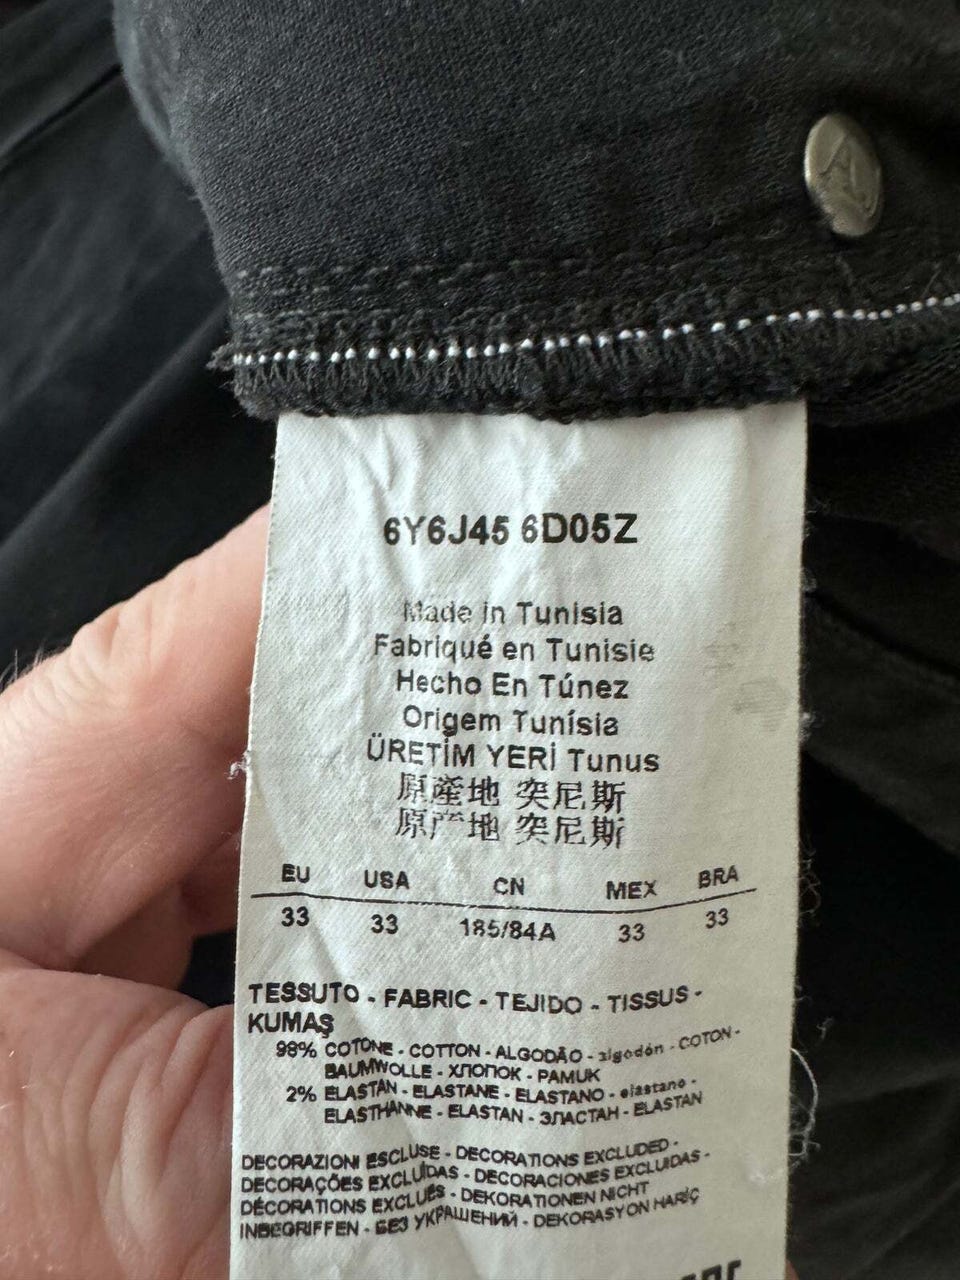 AJ
6Y6J45 6D05Z
Made in Tunisia
Fabriqué en Tunisie
Hecho En Túnez
Origem Tunísia
ÜRETİM YERİ Tunus
原產地 突尼斯
原产地 突尼斯
EU USA CN MEX BRA
33 33 185/84A 33 33
TESSUTO - FABRIC - TEJIDO - TISSUS -
KUMAŞ
98% COTONE - COTTON - ALGODÃO - algodón - COTON -
BAUMWOLLE - ХЛОПОК - PAMUK
2% ELASTAN - ELASTANE - ELASTANO - elastano -
ELASTHANNE - ELASTAN - ЭЛАСТАН - ELASTAN
DECORAZIONI ESCLUSE - DECORATIONS EXCLUDED -
DECORAÇÕES EXCLUÍDAS - DECORACIONES EXCLUIDAS -
DÉCORATIONS EXCLUÉS - DEKORATIONEN NICHT
INBEGRIFFEN - БЕЗ УКРАШЕНИЙ - DEKORASYON HARİÇ